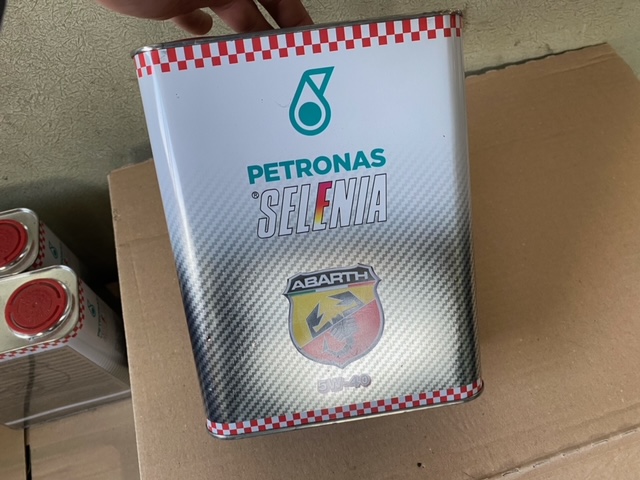 PETRONAS
® SELENIA
ABARTH
5W-40